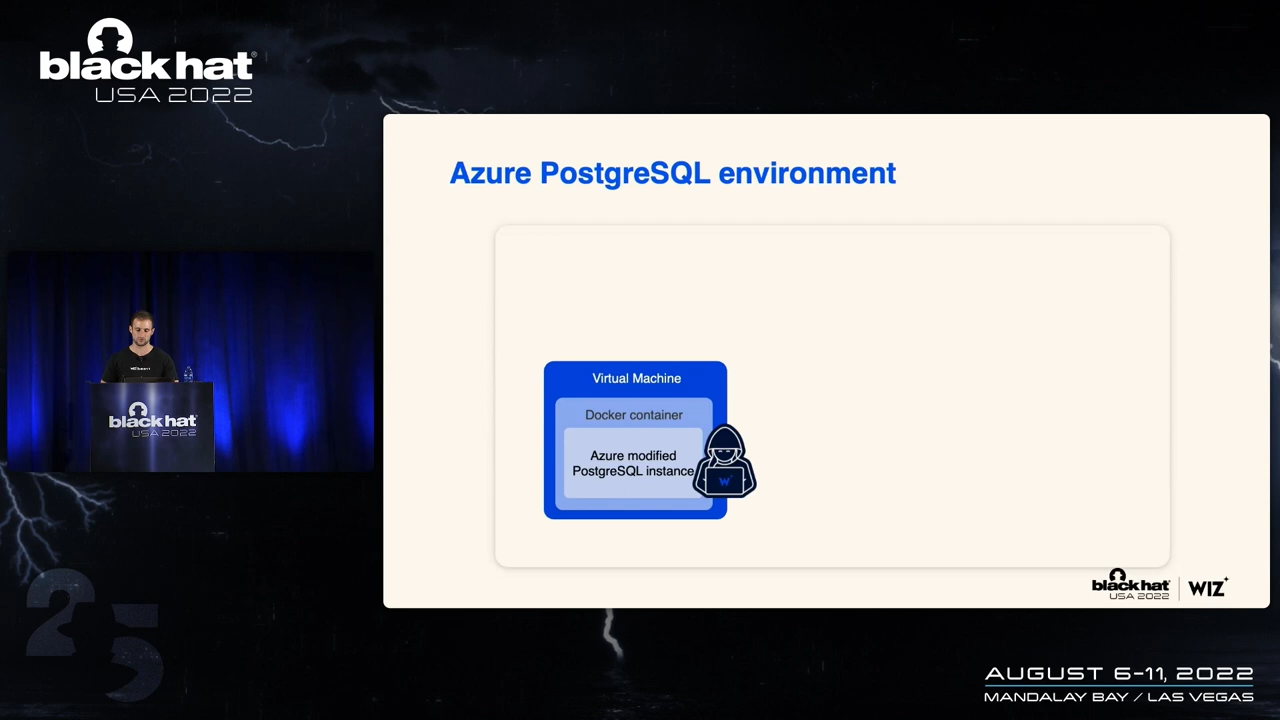 black hat®
USA 2022
Azure PostgreSQL environment
Virtual Machine
Docker container
Azure modified
PostgreSQL instance
W
black hat
USA 2022
black hat
USA 2022
WIZ
25
AUGUST 6-11, 2022
MANDALAY BAY / LAS VEGAS